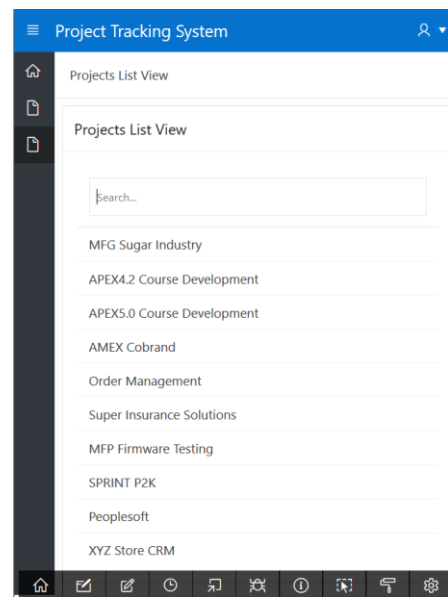 Project Tracking System
Projects List View
Projects List View
Search...
MFG Sugar Industry
APEX4.2 Course Development
APEX5.0 Course Development
AMEX Cobrand
Order Management
Super Insurance Solutions
MFP Firmware Testing
SPRINT P2K
Peoplesoft
XYZ Store CRM